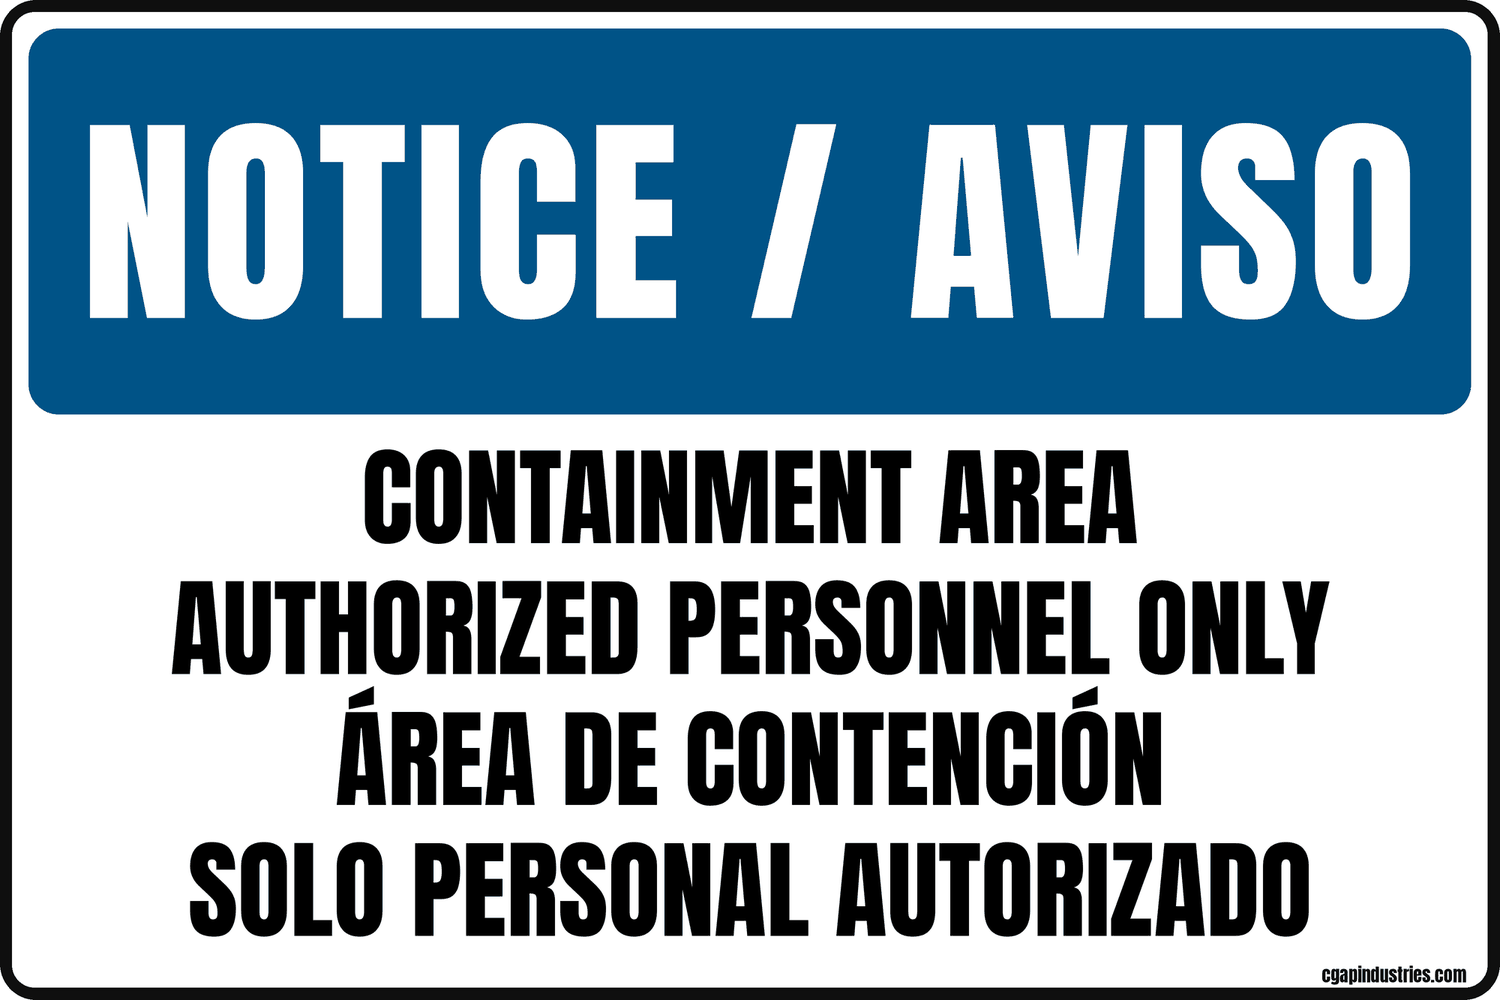 NOTICE / AVISO
CONTAINMENT AREA
AUTHORIZED PERSONNEL ONLY
ÁREA DE CONTENCIÓN
SOLO PERSONAL AUTORIZADO
cgapindustries.com